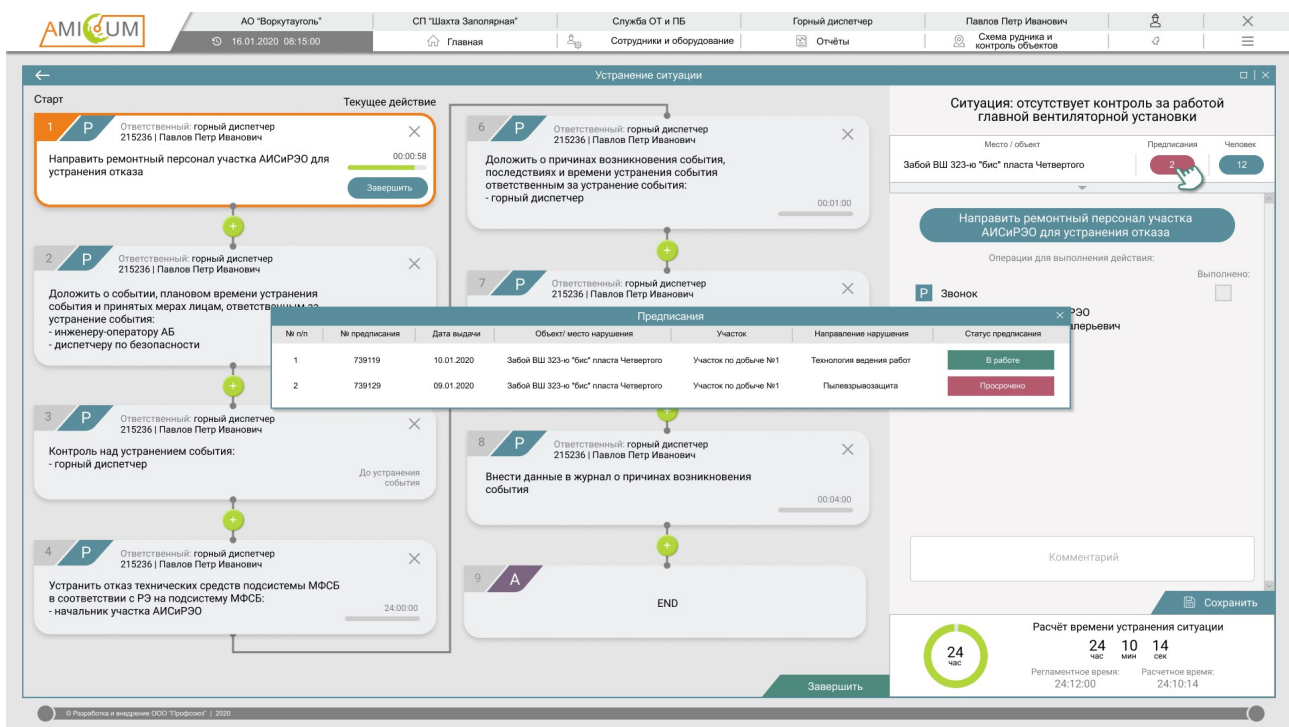 AMICUM
АО "Воркутауголь"
СП "Шахта Заполярная"
Служба ОТ и ПБ
Горный диспетчер
Павлов Петр Иванович
16.01.2020 08:15:00
Главная
Сотрудники и оборудование
Отчёты
Схема рудника и
контроль объектов
Устранение ситуации
Старт
Текущее действие
1 Р
Ответственный: горный диспетчер
215236 | Павлов Петр Иванович
Направить ремонтный персонал участка АИСиРЭО для
устранения отказа
00:00:58
Завершить
2 Р
Ответственный: горный диспетчер
215236 | Павлов Петр Иванович
Доложить о событии, плановом времени устранения
события и принятых мерах лицам, ответственным за
устранение события:
- инженеру-оператору АБ
- диспетчеру по безопасности
3 Р
Ответственный: горный диспетчер
215236 | Павлов Петр Иванович
Контроль над устранением события:
- горный диспетчер
До устранения
события
4 Р
Ответственный: горный диспетчер
215236 | Павлов Петр Иванович
Устранить отказ технических средств подсистемы МФСБ
в соответствии с РЭ на подсистему МФСБ:
- начальник участка АИСиРЭО
24:00:00
6 Р
Ответственный: горный диспетчер
215236 | Павлов Петр Иванович
Доложить о причинах возникновения события,
последствиях и времени устранения события
ответственным за устранение события:
- горный диспетчер
00:01:00
7 Р
Ответственный: горный диспетчер
215236 | Павлов Петр Иванович
Предписания
№ п/п
№ предписания
Дата выдачи
Объект/ место нарушения
Участок
Направление нарушения
Статус предписания
1
739119
10.01.2020
Забой ВШ 323-ю "бис" пласта Четвертого
Участок по добыче №1
Технология ведения работ
В работе
2
739129
09.01.2020
Забой ВШ 323-ю "бис" пласта Четвертого
Участок по добыче №1
Пылевзрывозащита
Просрочено
8 Р
Ответственный: горный диспетчер
215236 | Павлов Петр Иванович
Внести данные в журнал о причинах возникновения
события
00:04:00
9 А
END
Завершить
Ситуация: отсутствует контроль за работой
главной вентиляторной установки
Место / объект
Предписания
Человек
Забой ВШ 323-ю "бис" пласта Четвертого
2
12
Направить ремонтный персонал участка
АИСиРЭО для устранения отказа
Операции для выполнения действия:
Выполнено:
Р Звонок
РЭО
алерьевич
Комментарий
Сохранить
Расчёт времени устранения ситуации
24
час
24 10 14
час мин сек
Регламентное время:
24:12:00
Расчетное время:
24:10:14
© Разработка и внедрение ООО "Профсоюз" | 2020